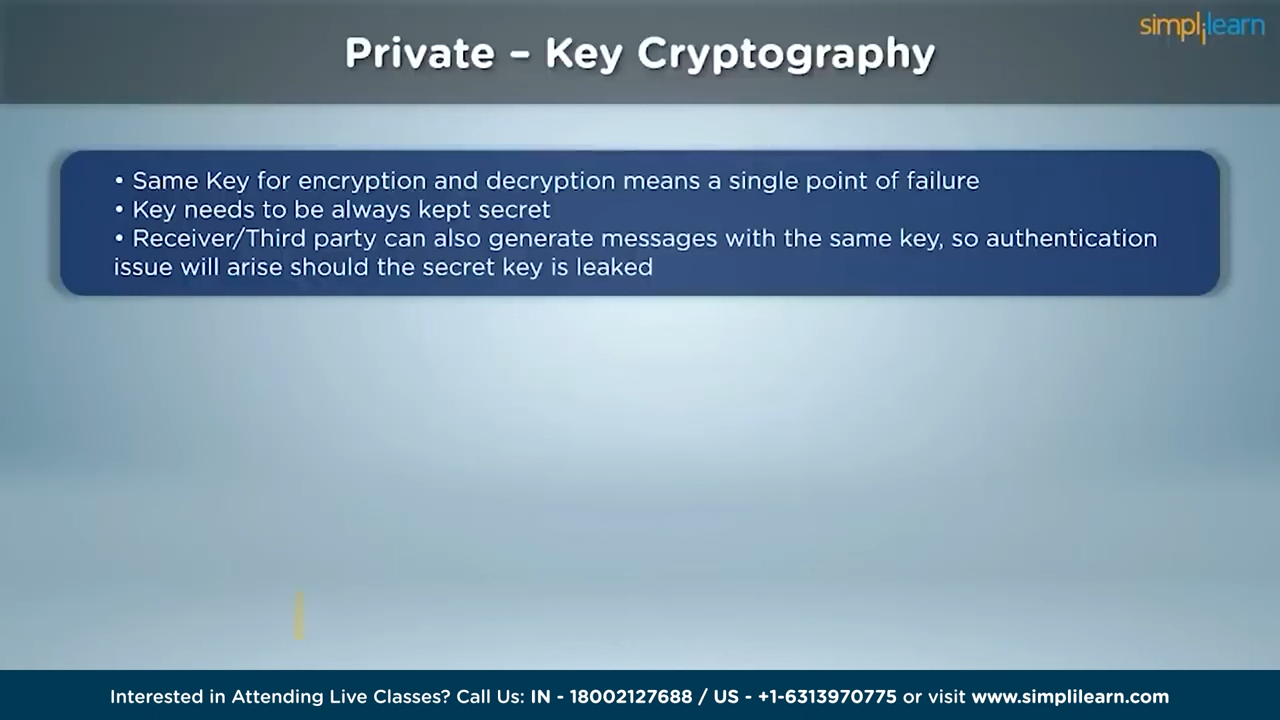 simplilearn
Private – Key Cryptography
• Same Key for encryption and decryption means a single point of failure
• Key needs to be always kept secret
• Receiver/Third party can also generate messages with the same key, so authentication
issue will arise should the secret key is leaked
Interested in Attending Live Classes? Call Us: IN - 18002127688 / US - +1-6313970775 or visit www.simplilearn.com